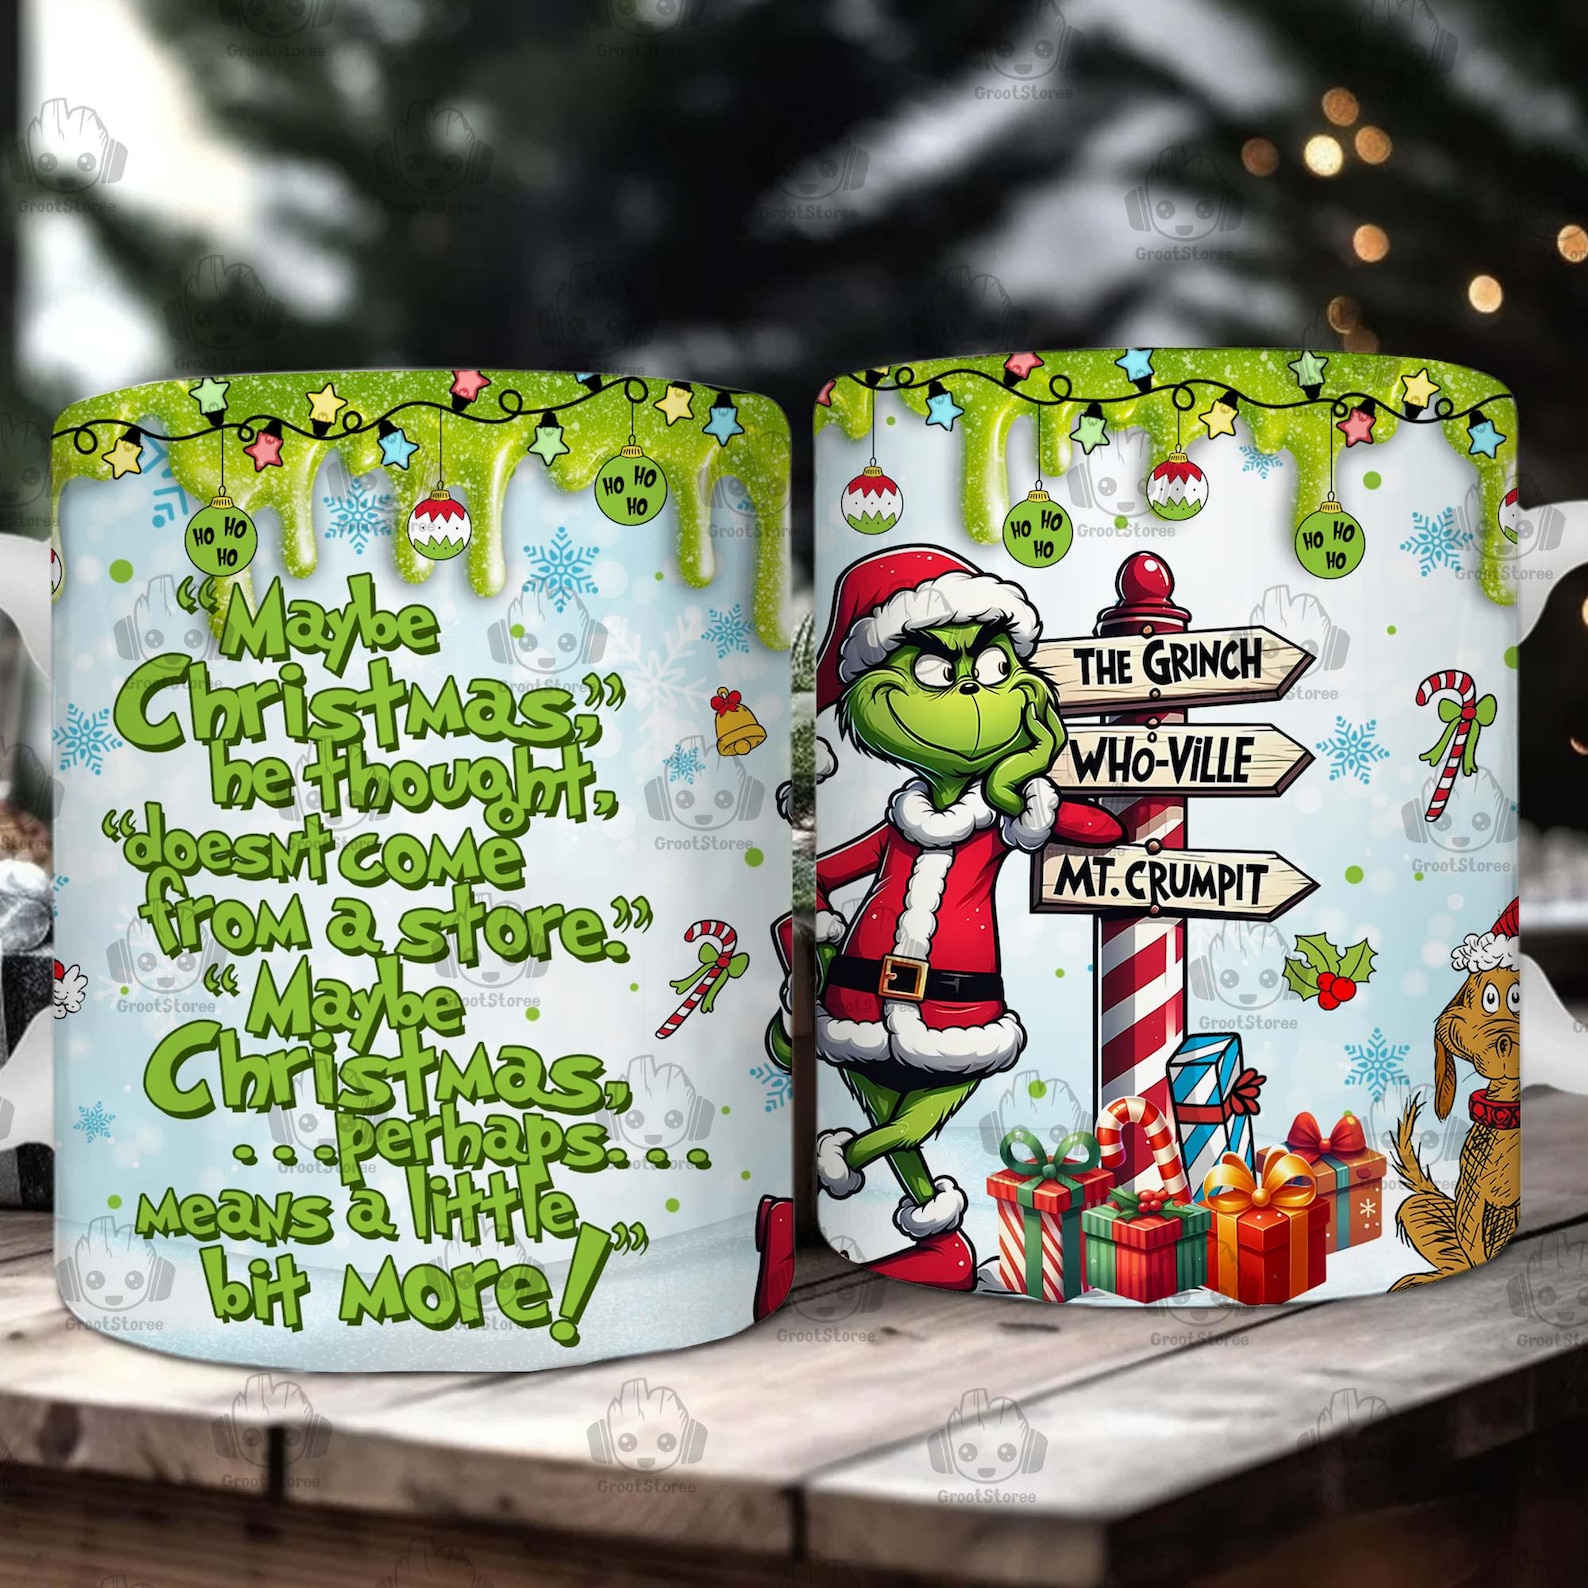 HO HO
HO
HO HO
HO
HO HO
HO
HO HO
HO
“Maybe
Christmas,”
he thought,
“doesn't come
from a store.”
“Maybe
Christmas,
...perhaps...
means a little
bit more!”
THE GRINCH
WHO-VILLE
MT. CRUMPIT
GrootStoree